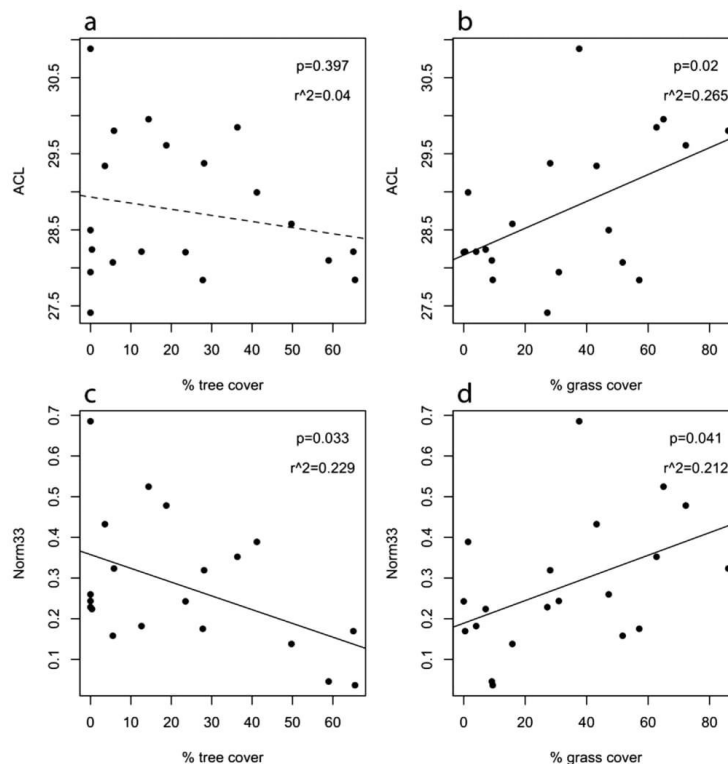 a
p=0.397
r^2=0.04
ACL
30.5
29.5
28.5
27.5
0 10 20 30 40 50 60
% tree cover
b
p=0.02
r^2=0.265
ACL
30.5
29.5
28.5
27.5
0 20 40 60 80
% grass cover
c
p=0.033
r^2=0.229
Norm33
0.7
0.6
0.5
0.4
0.3
0.2
0.1
0 10 20 30 40 50 60
% tree cover
d
p=0.041
r^2=0.212
Norm33
0.7
0.6
0.5
0.4
0.3
0.2
0.1
0 20 40 60 80
% grass cover